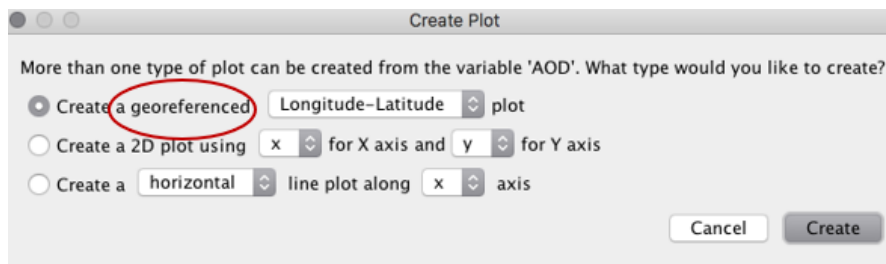 Create Plot
More than one type of plot can be created from the variable 'AOD'. What type would you like to create?
Create a georeferenced Longitude-Latitude plot
Create a 2D plot using x for X axis and y for Y axis
Create a horizontal line plot along x axis
Cancel Create